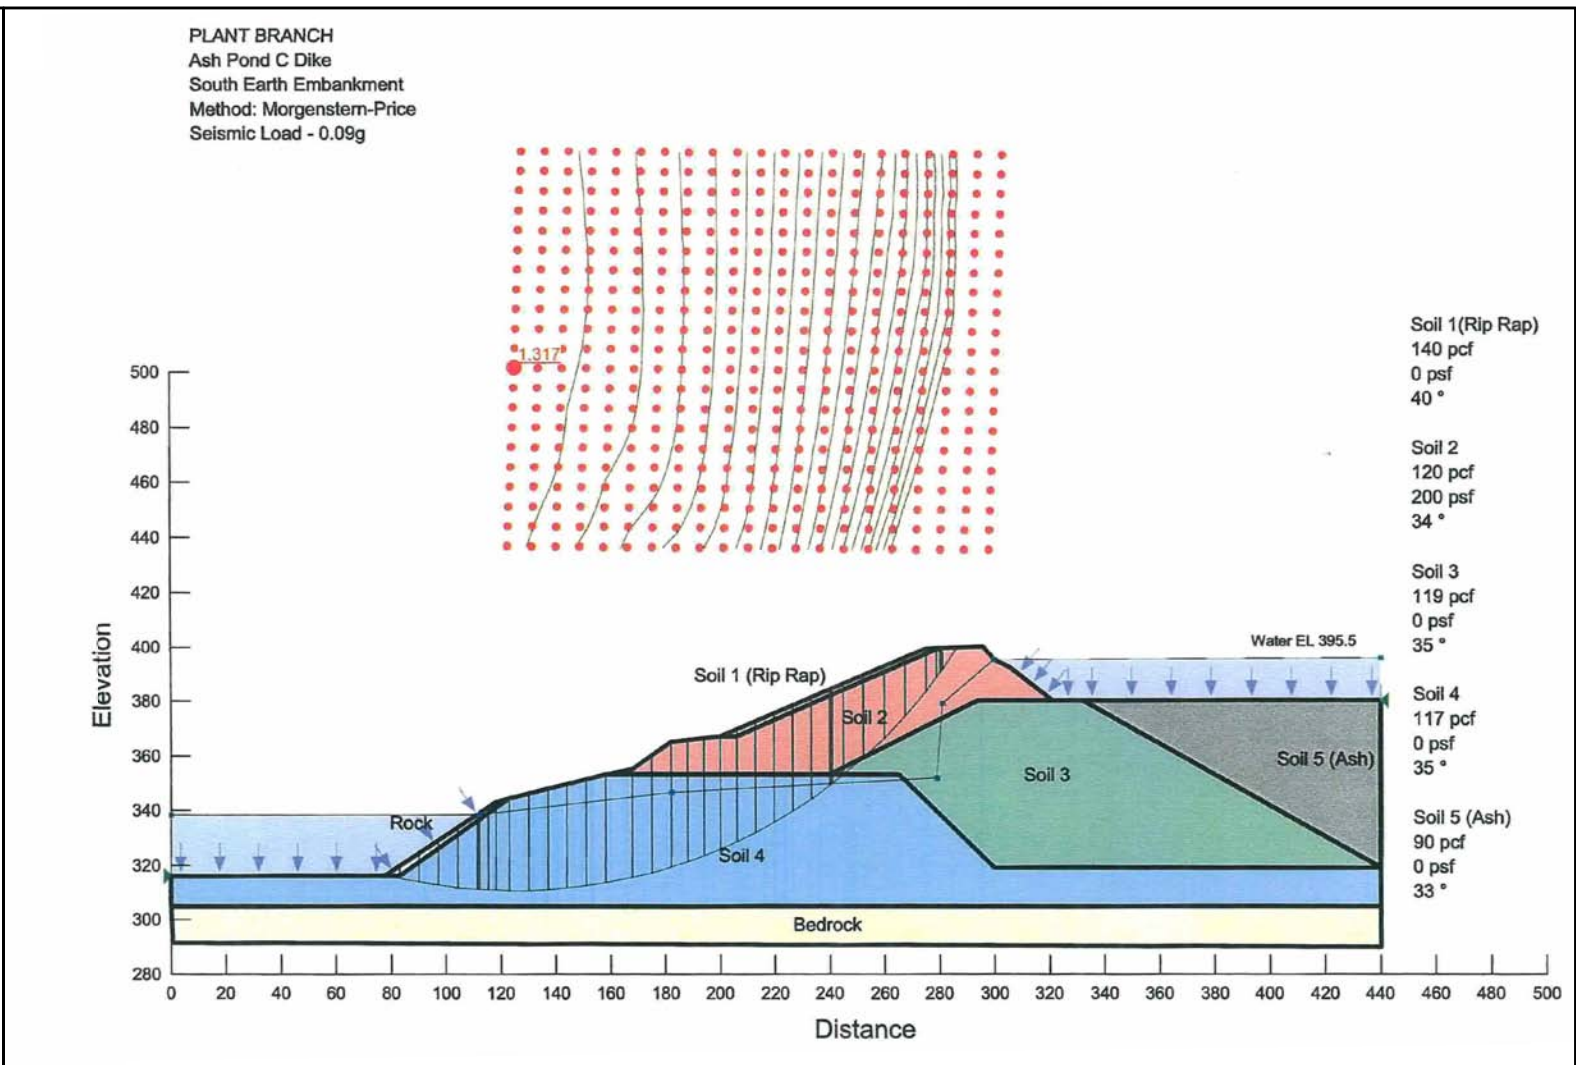 PLANT BRANCH
Ash Pond C Dike
South Earth Embankment
Method: Morgenstern-Price
Seismic Load - 0.09g
1.317
500
480
460
440
420
400
380
360
340
320
300
280
Elevation
Soil 1 (Rip Rap)
Water EL 395.5
Soil 2
Soil 3
Soil 5 (Ash)
Rock
Soil 4
Bedrock
0 20 40 60 80 100 120 140 160 180 200 220 240 260 280 300 320 340 360 380 400 420 440 460 480 500
Distance
Soil 1(Rip Rap)
140 pcf
0 psf
40 °
Soil 2
120 pcf
200 psf
34 °
Soil 3
119 pcf
0 psf
35 °
Soil 4
117 pcf
0 psf
35 °
Soil 5 (Ash)
90 pcf
0 psf
33 °